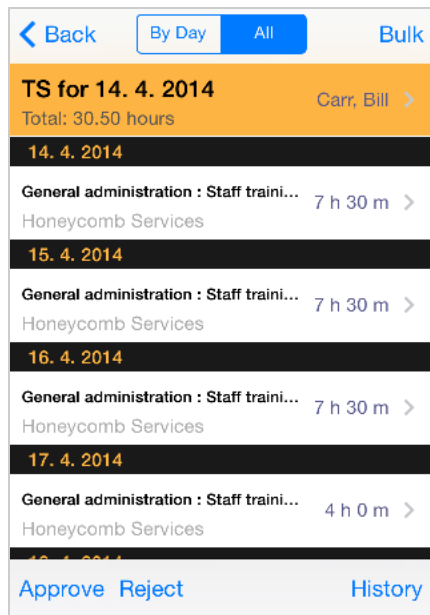 Back By Day All Bulk
TS for 14. 4. 2014
Carr, Bill
Total: 30.50 hours
14. 4. 2014
General administration : Staff traini... 7 h 30 m
Honeycomb Services
15. 4. 2014
General administration : Staff traini... 7 h 30 m
Honeycomb Services
16. 4. 2014
General administration : Staff traini... 7 h 30 m
Honeycomb Services
17. 4. 2014
General administration : Staff traini... 4 h 0 m
Honeycomb Services
Approve Reject History